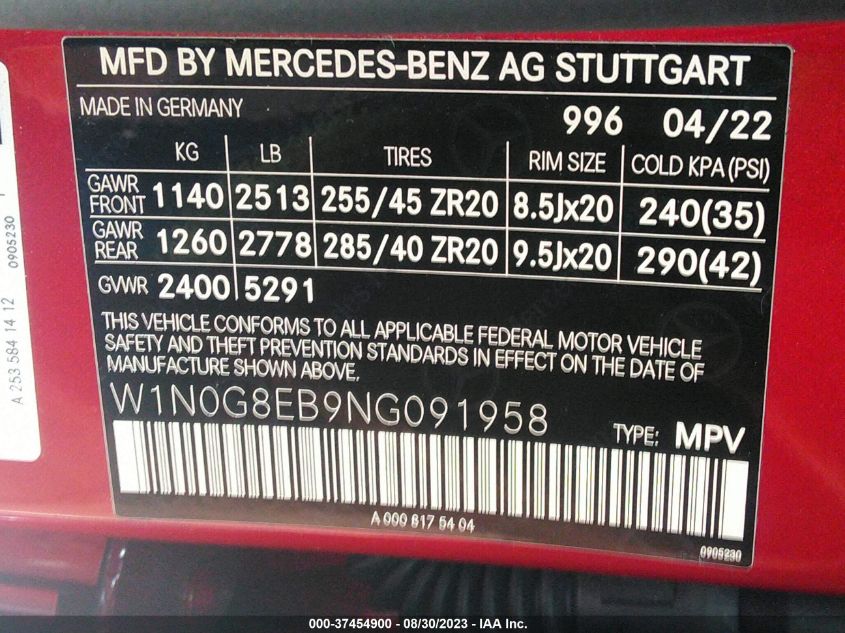 MFD BY MERCEDES-BENZ AG STUTTGART
MADE IN GERMANY 996 04/22
KG LB TIRES RIM SIZE COLD KPA (PSI)
GAWR FRONT 1140 2513 255/45 ZR20 8.5Jx20 240(35)
GAWR REAR 1260 2778 285/40 ZR20 9.5Jx20 290(42)
GVWR 2400 5291
THIS VEHICLE CONFORMS TO ALL APPLICABLE FEDERAL MOTOR VEHICLE
SAFETY AND THEFT PREVENTION STANDARDS IN EFFECT ON THE DATE OF
MANUFACTURE SHOWN ABOVE.
W1N0G8EB9NG091958
TYPE: MPV
A 000 817 54 04
0905230
A 253 584 14 12 0905230
000-37454900 - 08/30/2023 - IAA Inc.